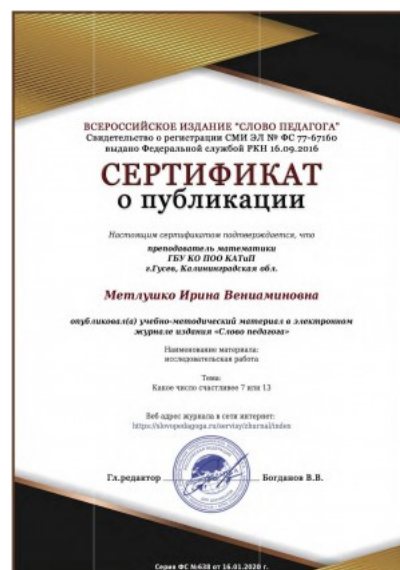 ВСЕРОССИЙСКОЕ ИЗДАНИЕ "СЛОВО ПЕДАГОГА"
Свидетельство о регистрации СМИ ЭЛ № ФС 77-67160
выдано Федеральной службой РКН 16.09.2016
СЕРТИФИКАТ
о публикации
Настоящим сертификатом подтверждается, что
преподаватель математики
ГБУ КО ПОО КАТиП
г.Гусев, Калининградская обл.
Метлушко Ирина Вениаминовна
опубликовал(а) учебно-методический материал в электронном
журнале издания «Слово педагога»
Наименование материала:
исследовательская работа
Тема:
Какое число счастливее 7 или 13
Веб адрес журнала в сети интернет:
https://slovopedagoga.ru/servisy/zhurnal/index
Гл.редактор Богданов В.В.
Серия ФС №638 от 16.01.2020 г.